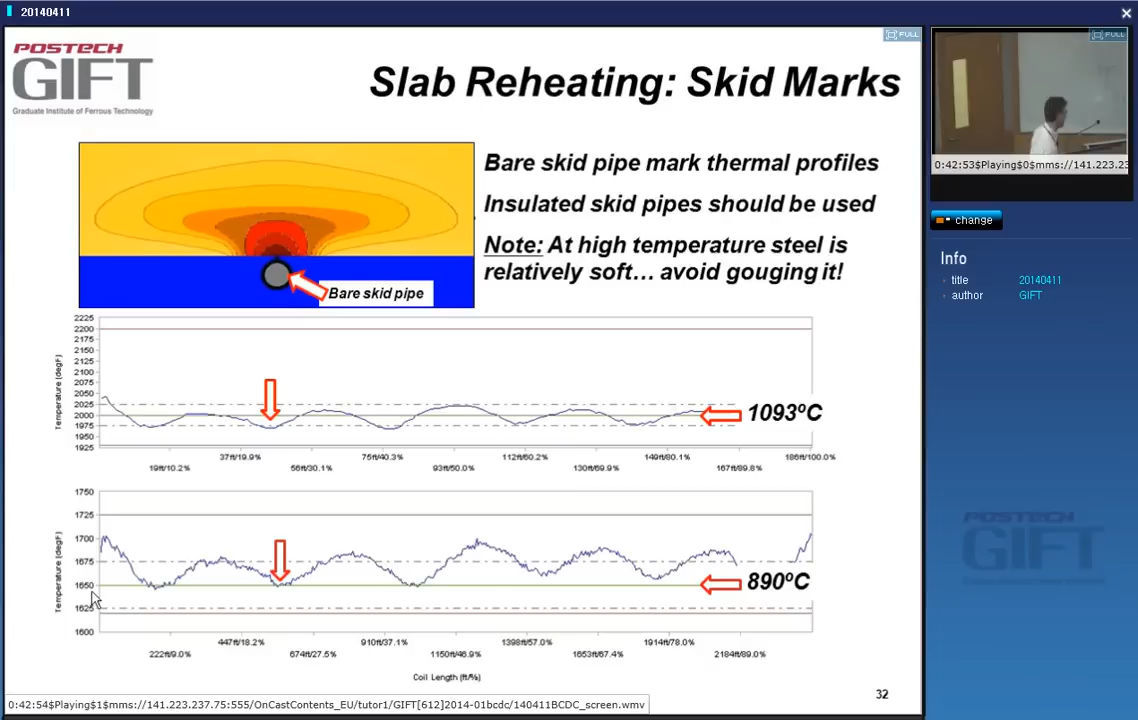 20140411
POSTECH
GIFT
Graduate Institute of Ferrous Technology
FULL
Slab Reheating: Skid Marks
Bare skid pipe mark thermal profiles
Insulated skid pipes should be used
Note: At high temperature steel is
relatively soft... avoid gouging it!
Bare skid pipe
Temperature (degF)
2225
2200
2175
2150
2125
2100
2075
2050
2025
2000
1975
1950
1925
1093ºC
37ft/19.9% 75ft/40.3% 112ft/60.2% 149ft/80.1% 186ft/100.0%
19ft/10.2% 56ft/30.1% 93ft/50.0% 130ft/69.9% 167ft/89.8%
Temperature (degF)
1750
1725
1700
1675
1650
1625
1600
890ºC
447ft/18.2% 910ft/37.1% 1398ft/57.0% 1914ft/78.0%
222ft/9.0% 674ft/27.5% 1150ft/46.9% 1653ft/67.4% 2184ft/89.0%
Coil Length (ft/%)
32
0:42:54$Playing$1$mms://141.223.237.75:555/OnCastContents_EU/tutor1/GIFT[612]2014-01bcdc/140411BCDC_screen.wmv
FULL
0:42:53$Playing$0$mms://141.223.23
change
Info
title 20140411
author GIFT
POSTECH
GIFT